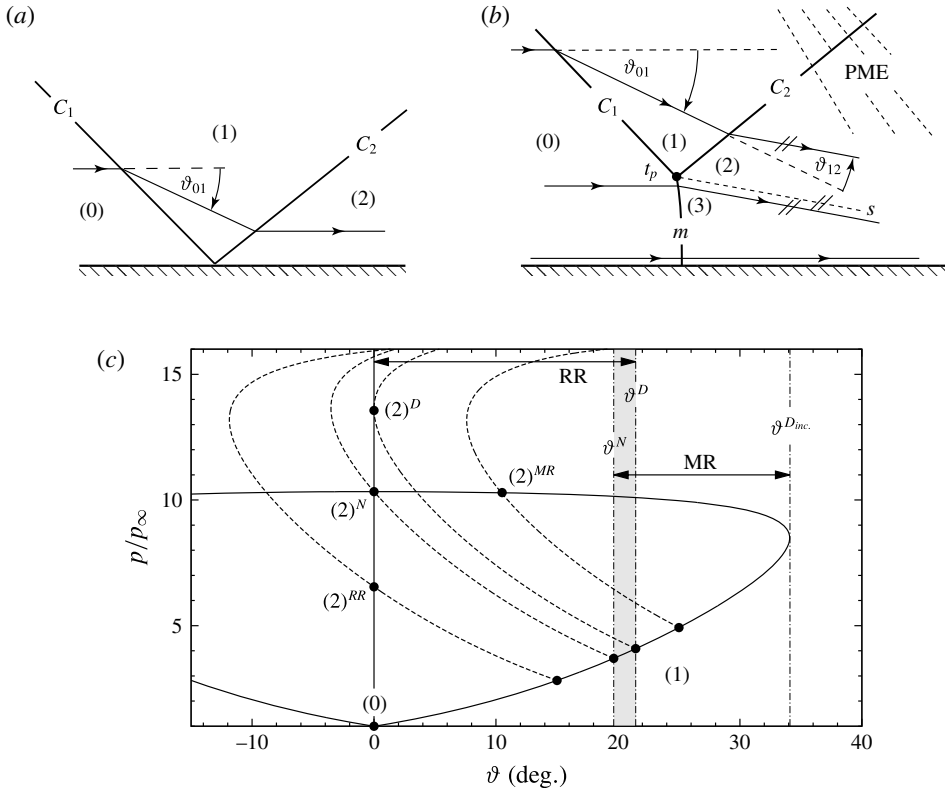 (a)
C₁
(1)
C₂
ϑ₀₁
(0)
(2)
(b)
ϑ₀₁
PME
C₂
C₁
(0)
(1)
(2)
ϑ₁₂
tₚ
(3)
s
m
(c)
15
RR
(2)ᴰ
ϑᴰ
ϑᴰⁱⁿᶜ·
ϑᴺ
MR
(2)ᴹᴿ
10
(2)ᴺ
p/p∞
(2)ᴿᴿ
5
(1)
(0)
−10 0 10 20 30 40
ϑ (deg.)